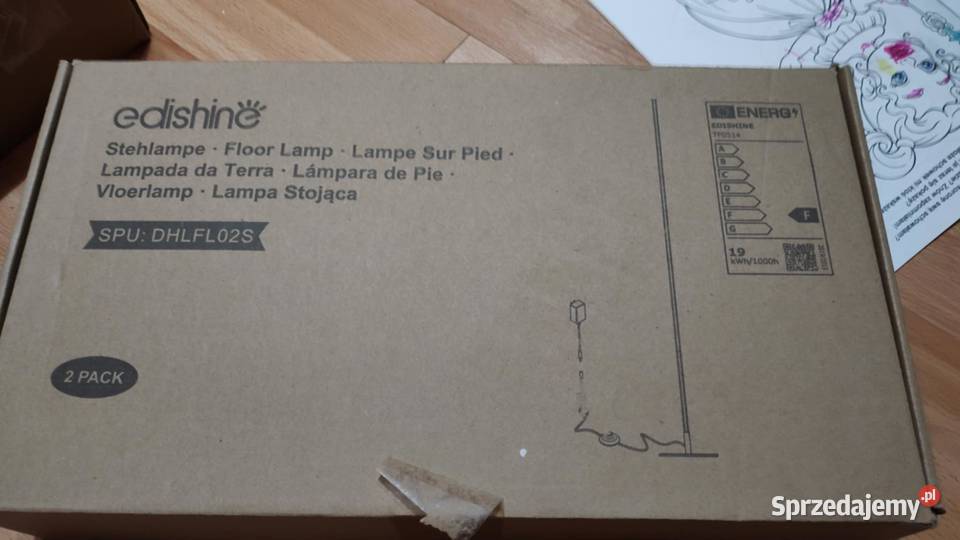 edishine
Stehlampe · Floor Lamp · Lampe Sur Pied ·
Lampada da Terra · Lámpara de Pie ·
Vloerlamp · Lampa Stojąca
SPU: DHLFL02S
2 PACK
ENERG
EDISHINE
A
B
C
D
E
F
G
F
19
kWh/1000h
Sprzedajemy.pl